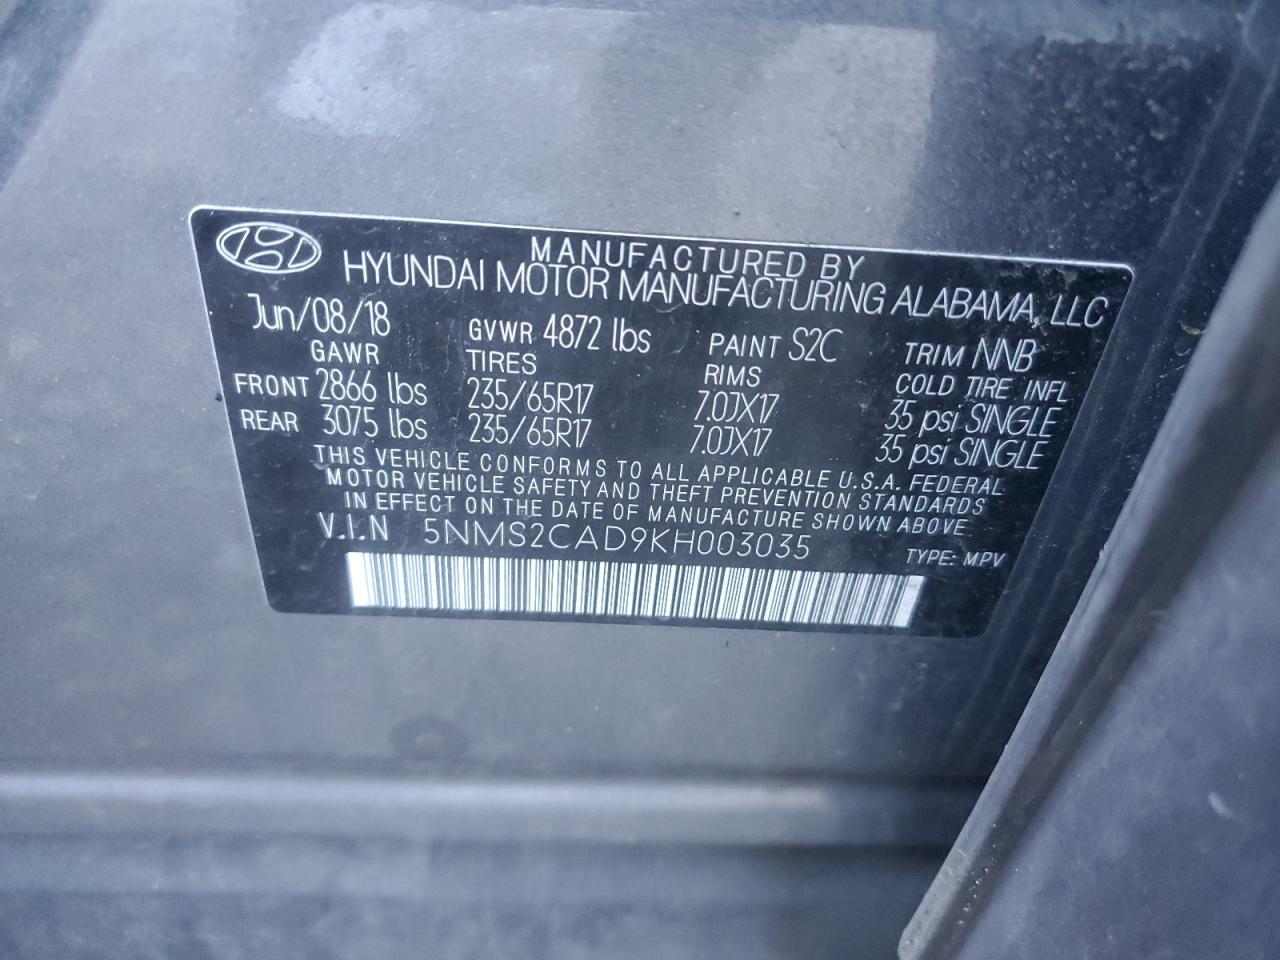 MANUFACTURED BY
HYUNDAI MOTOR MANUFACTURING ALABAMA, LLC
Jun/08/18 GVWR 4872 lbs PAINT S2C TRIM NNB
GAWR TIRES RIMS COLD TIRE INFL
FRONT 2866 lbs 235/65R17 7.0JX17 35 psi SINGLE
REAR 3075 lbs 235/65R17 7.0JX17 35 psi SINGLE
THIS VEHICLE CONFORMS TO ALL APPLICABLE U.S.A. FEDERAL
MOTOR VEHICLE SAFETY AND THEFT PREVENTION STANDARDS
IN EFFECT ON THE DATE OF MANUFACTURE SHOWN ABOVE
V.I.N 5NMS2CAD9KH003035 TYPE: MPV